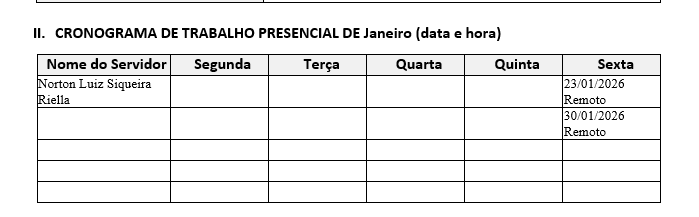 II. CRONOGRAMA DE TRABALHO PRESENCIAL DE Janeiro (data e hora)
Nome do Servidor Segunda Terça Quarta Quinta Sexta
Norton Luiz Siqueira 23/01/2026
Riella Remoto
30/01/2026
Remoto